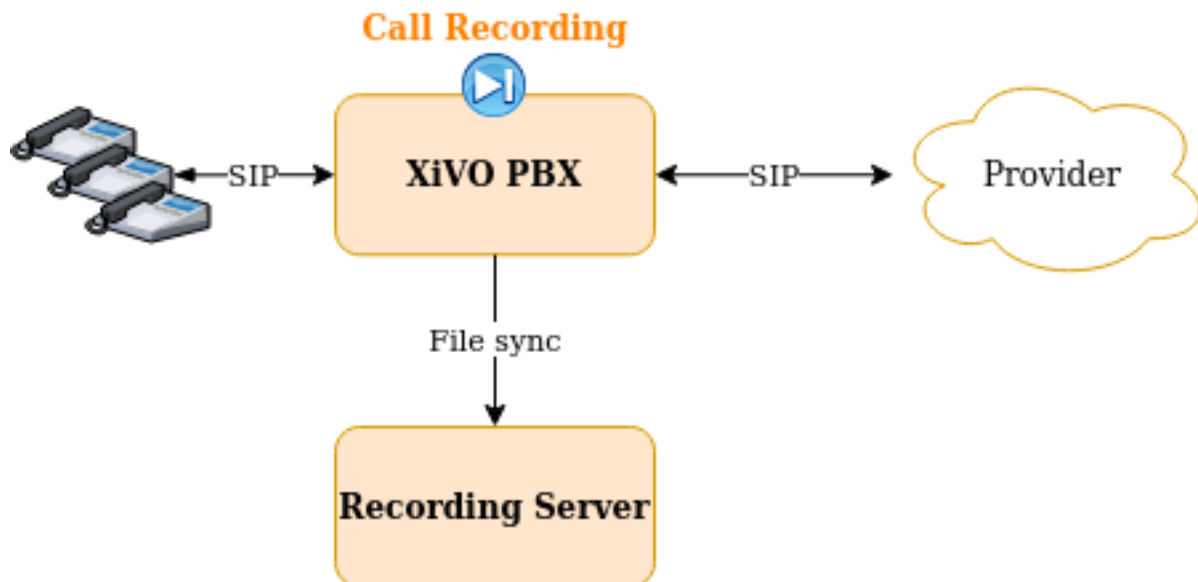 Call Recording
XiVO PBX
SIP
SIP
Provider
File sync
Recording Server